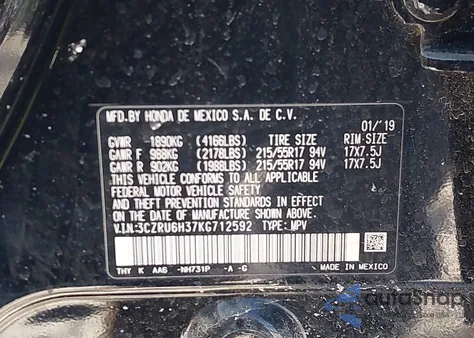 MFD.BY HONDA DE MEXICO S.A. DE C.V.
01/'19
GVWR 1890KG (4166LBS) TIRE SIZE RIM SIZE
GAWR F 988KG (2178LBS) 215/55R17 94V 17X7.5J
GAWR R 902KG (1988LBS) 215/55R17 94V 17X7.5J
THIS VEHICLE CONFORMS TO ALL APPLICABLE
FEDERAL MOTOR VEHICLE SAFETY AND
THEFT PREVENTION STANDARDS IN EFFECT ON
THE DATE OF MANUFACTURE SHOWN ABOVE.
V.I.N:3CZRU6H37KG712592 TYPE: MPV
THY K AA6 -NH731P -A -G
MADE IN MEXICO
AutaShop